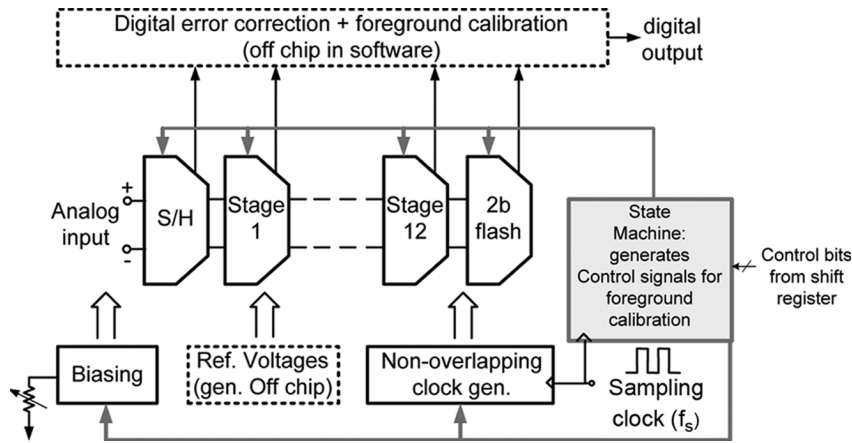 Digital error correction + foreground calibration
(off chip in software)
digital
output
Analog
input
+
-
S/H
Stage
1
Stage
12
2b
flash
State
Machine:
generates
Control signals for
foreground
calibration
Control bits
from shift
register
Biasing
Ref. Voltages
(gen. Off chip)
Non-overlapping
clock gen.
Sampling
clock (fs)